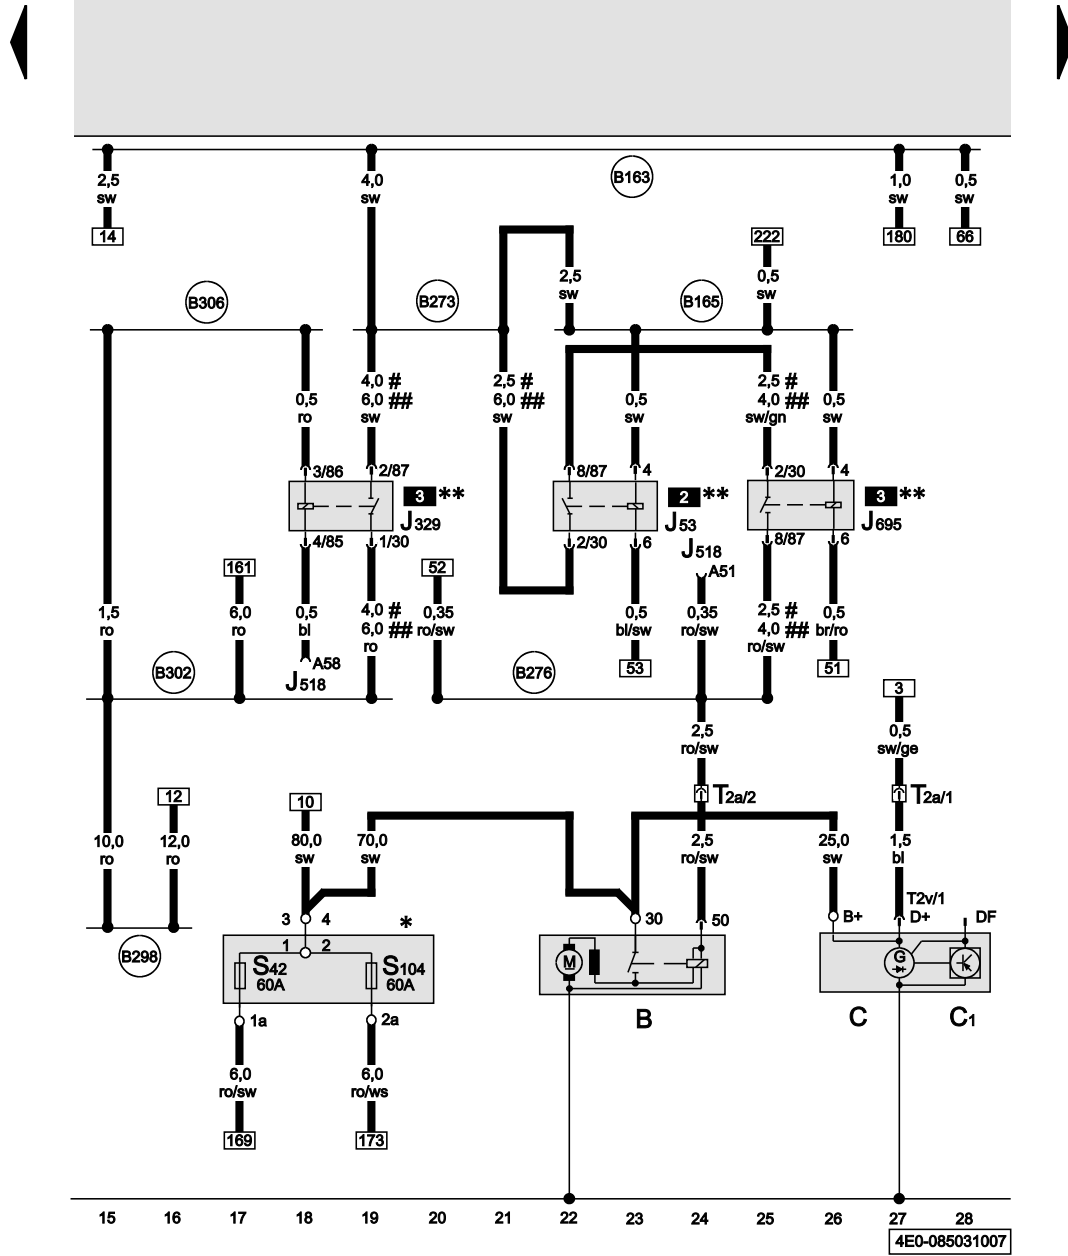 2,5 4,0 B163 1,0 0,5
sw sw sw sw
14 222 180 66
2,5 0,5
sw sw
B306 B273 B165
4,0 # 2,5 # 2,5 #
0,5 6,0 ## 6,0 ## 0,5 4,0 ## 0,5
ro sw sw sw sw/gn sw
3/86 2/87 8/87 4 2/30 4
3 ** 2 ** 3 **
J329 J53 J695
4/85 1/30 2/30 6 8/87 6
J518
161 52 A51
1,5 6,0 0,5 4,0 # 0,35 0,5 0,35 2,5 # 0,5
ro ro bl 6,0 ## ro/sw bl/sw ro/sw 4,0 ## br/ro
ro ro/sw
B302 A58 B276 53 51
J518
3
2,5 0,5
ro/sw sw/ge
12 10 T2a/2 T2a/1
10,0 12,0 80,0 70,0 2,5 25,0 1,5
ro ro sw sw ro/sw sw bl
T2v/1
3 4 * 30 50 B+ D+ DF
1 2
B298 S42 S104 M G
60A 60A
1a 2a B C C1
6,0 6,0
ro/sw ro/ws
169 173
15 16 17 18 19 20 21 22 23 24 25 26 27 28
4E0-085031007